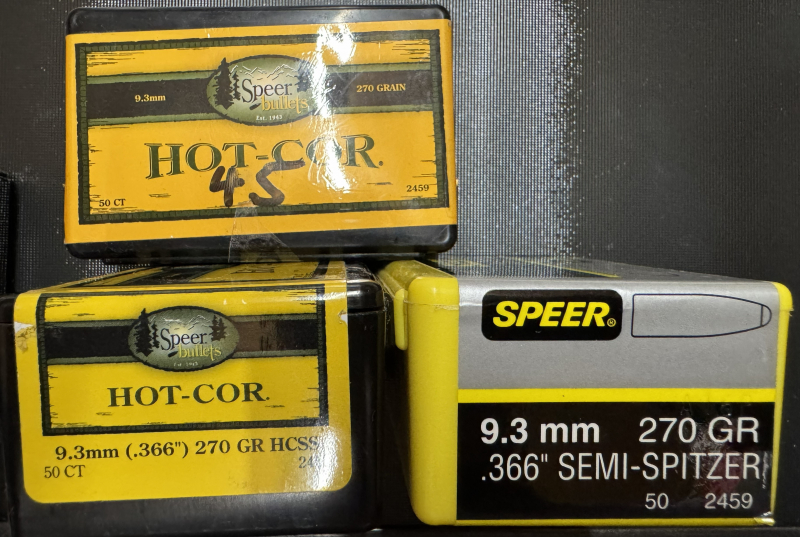 9.3mm
Speer
bullets
Est. 1943
270 GRAIN
HOT-COR.
45
50 CT
2459
Speer
bullets
HOT-COR.
9.3mm (.366") 270 GR HCSS
50 CT
24
SPEER®
9.3 mm 270 GR
.366" SEMI-SPITZER
50 2459